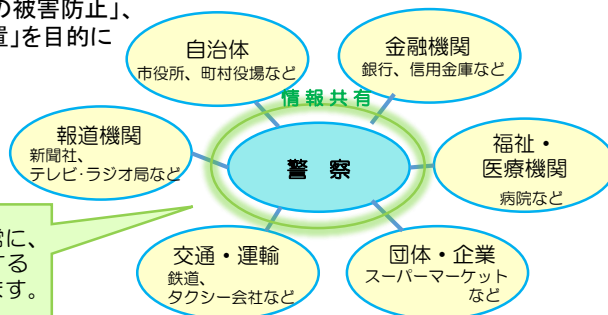 の被害防止」、
置」を目的に
自治体
市役所、町村役場など
金融機関
銀行、信用金庫など
情報共有
報道機関
新聞社、
テレビ・ラジオ局など
警 察
福祉・
医療機関
病院など
常に、
する
ます。
交通・運輸
鉄道、
タクシー会社など
団体・企業
スーパーマーケット
など